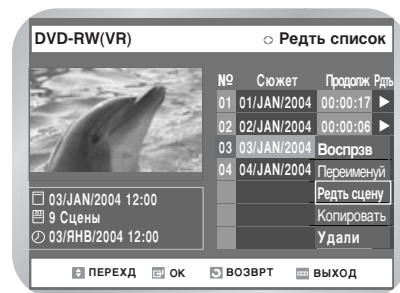 DVD-RW(VR) Редть список
№ Сюжет Продолж Рдть
01 01/JAN/2004 00:00:17
02 02/JAN/2004 00:00:06
03 03/JAN/2004 Воспрзв
04 04/JAN/2004 Переименуй
Редть сцену
Копировать
Удали
03/JAN/2004 12:00
9 Сцены
03/ЯНВ/2004 12:00
ПЕРЕХД ОК ВОЗВРТ ВЫХОД